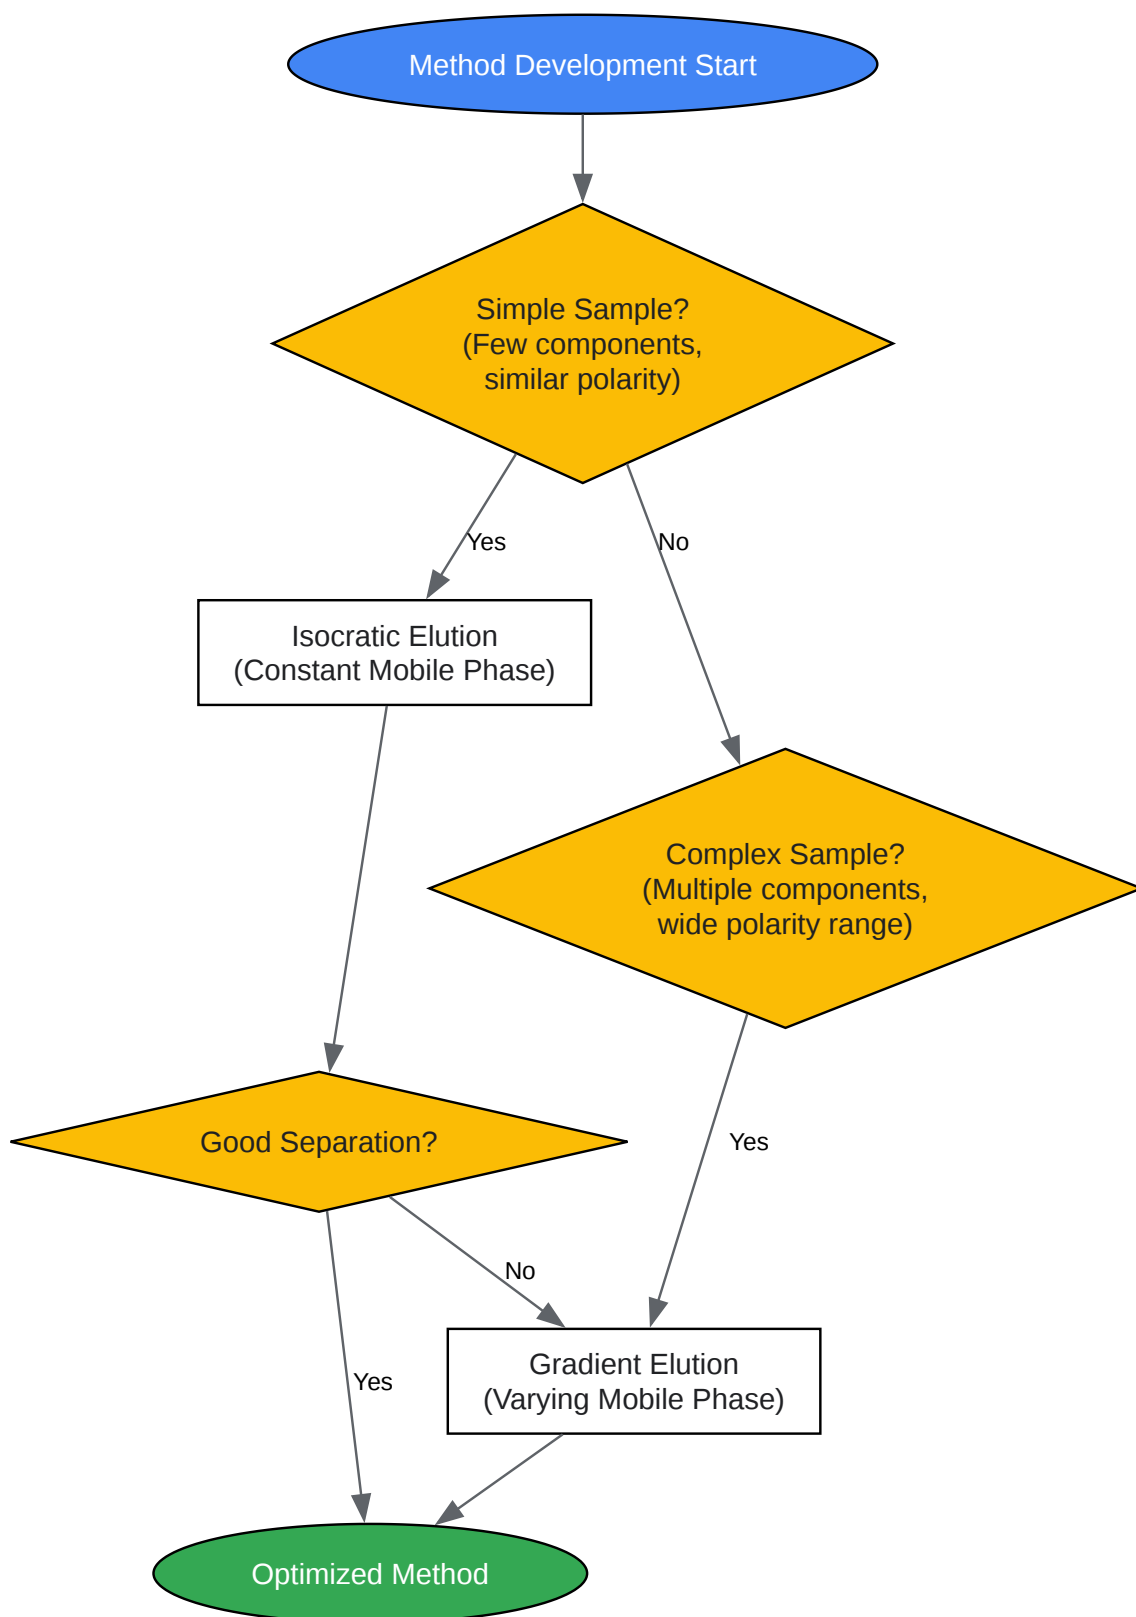 Method Development Start
Simple Sample?
(Few components,
similar polarity)
Yes
No
Isocratic Elution
(Constant Mobile Phase)
Complex Sample?
(Multiple components,
wide polarity range)
Good Separation?
Yes
No
Gradient Elution
(Varying Mobile Phase)
Yes
Optimized Method